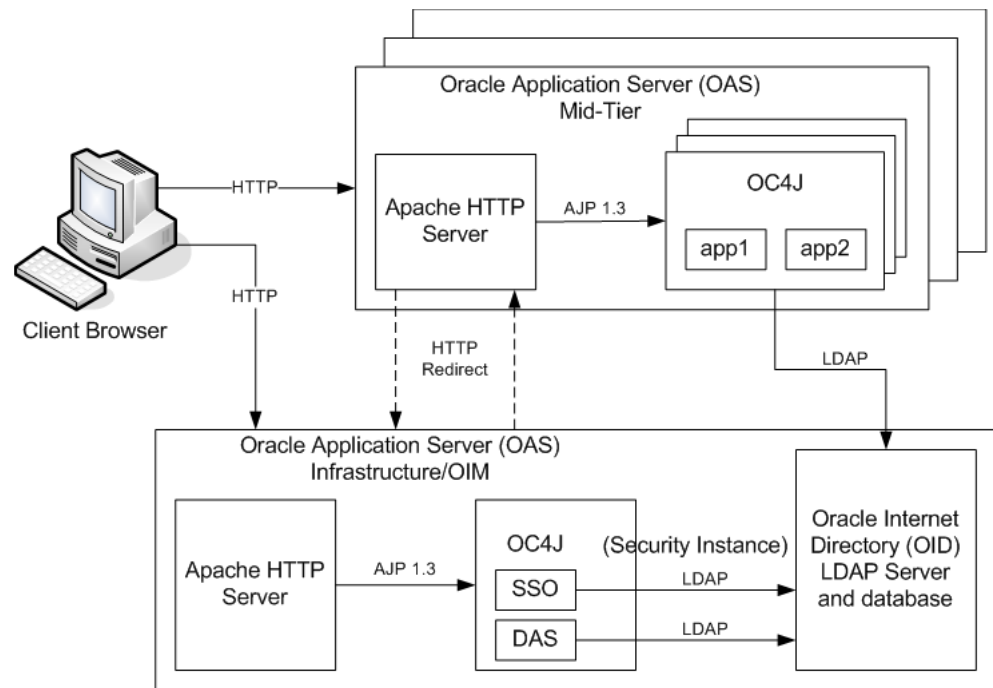 Oracle Application Server (OAS)
Mid-Tier
Apache HTTP
Server
AJP 1.3
OC4J
app1
app2
HTTP
HTTP
Client Browser
HTTP
Redirect
LDAP
Oracle Application Server (OAS)
Infrastructure/OIM
Apache HTTP
Server
AJP 1.3
OC4J
(Security Instance)
SSO
LDAP
DAS
LDAP
Oracle Internet
Directory (OID)
LDAP Server
and database